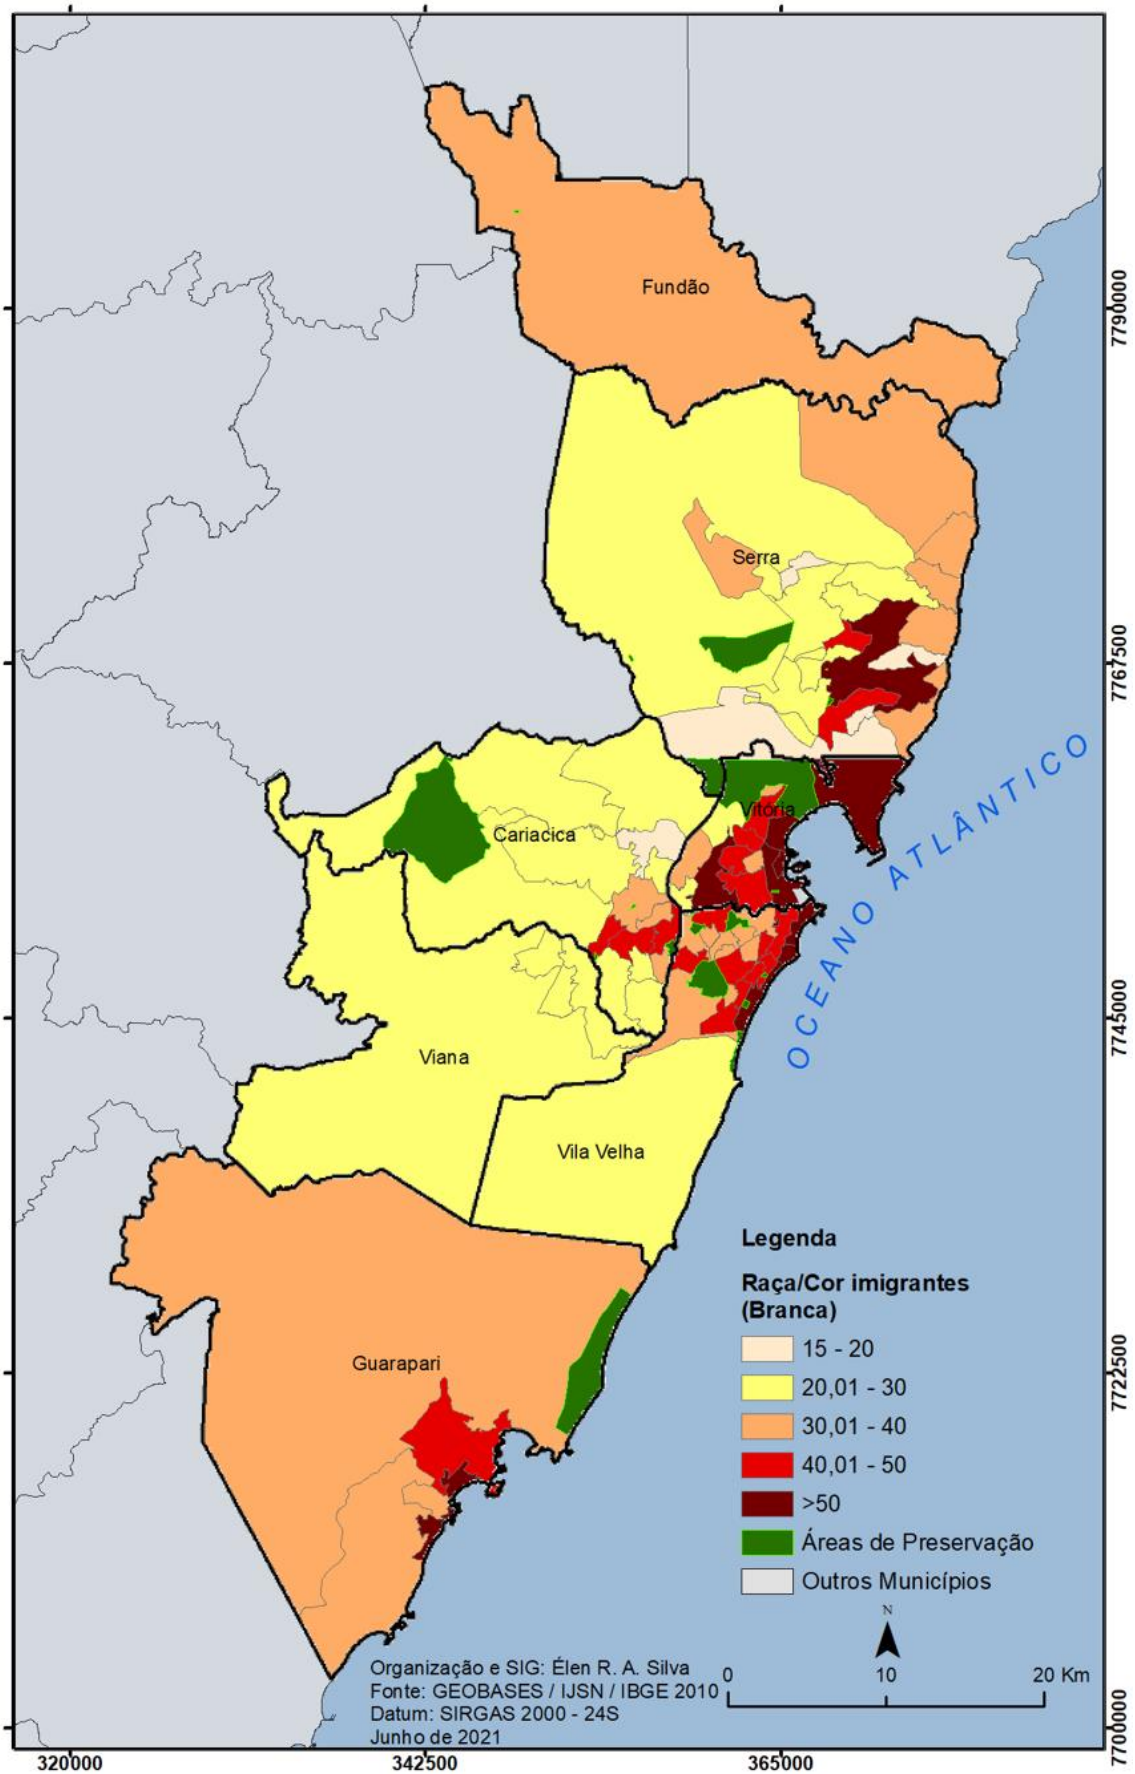 Fundão
7790000
Serra
7767500
Vitória
Cariacica
OCEANO ATLÂNTICO
7745000
Viana
Vila Velha
Legenda
Raça/Cor imigrantes
(Branca)
15 - 20
20,01 - 30
30,01 - 40
40,01 - 50
>50
Áreas de Preservação
Outros Municípios
7722500
Guarapari
N
0 10 20 Km
Organização e SIG: Élen R. A. Silva
Fonte: GEOBASES / IJSN / IBGE 2010
Datum: SIRGAS 2000 - 24S
Junho de 2021
7700000
320000 342500 365000